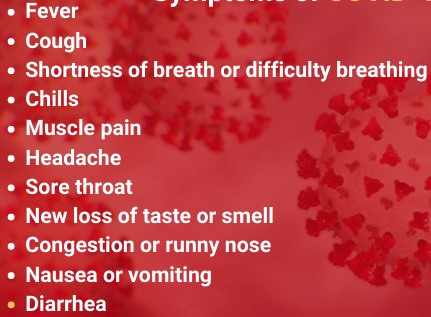 Symptoms of
• Fever
• Cough
• Shortness of breath or difficulty breathing
• Chills
• Muscle pain
• Headache
• Sore throat
• New loss of taste or smell
• Congestion or runny nose
• Nausea or vomiting
• Diarrhea